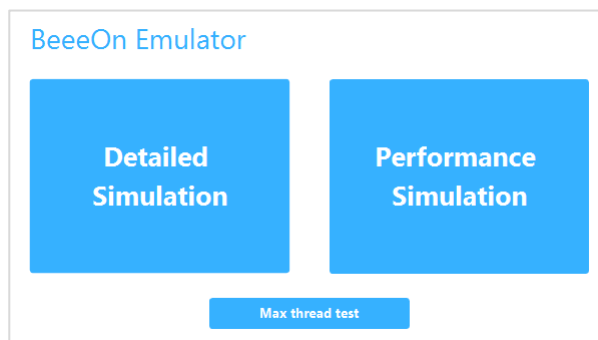 BeeeOn Emulator
Detailed
Simulation
Performance
Simulation
Max thread test